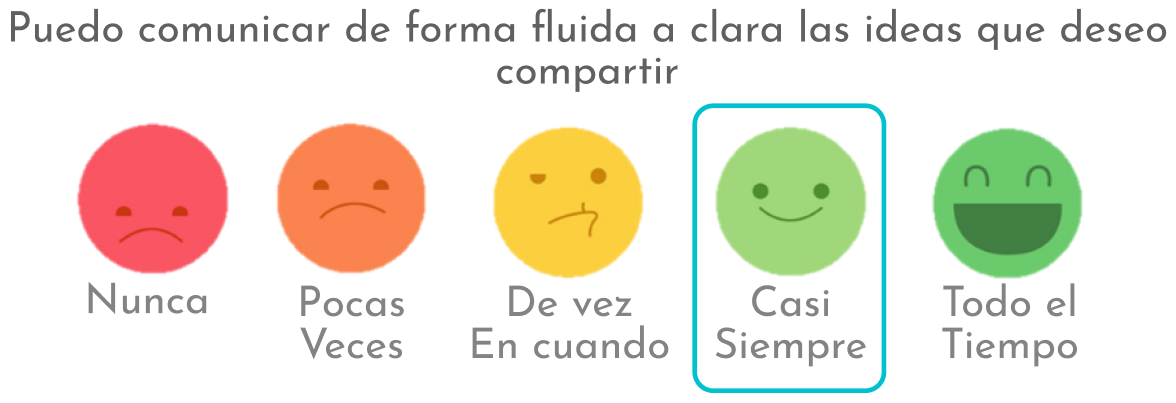 Puedo comunicar de forma fluida a clara las ideas que deseo
compartir
Nunca
Pocas
Veces
De vez
En cuando
Casi
Siempre
Todo el
Tiempo